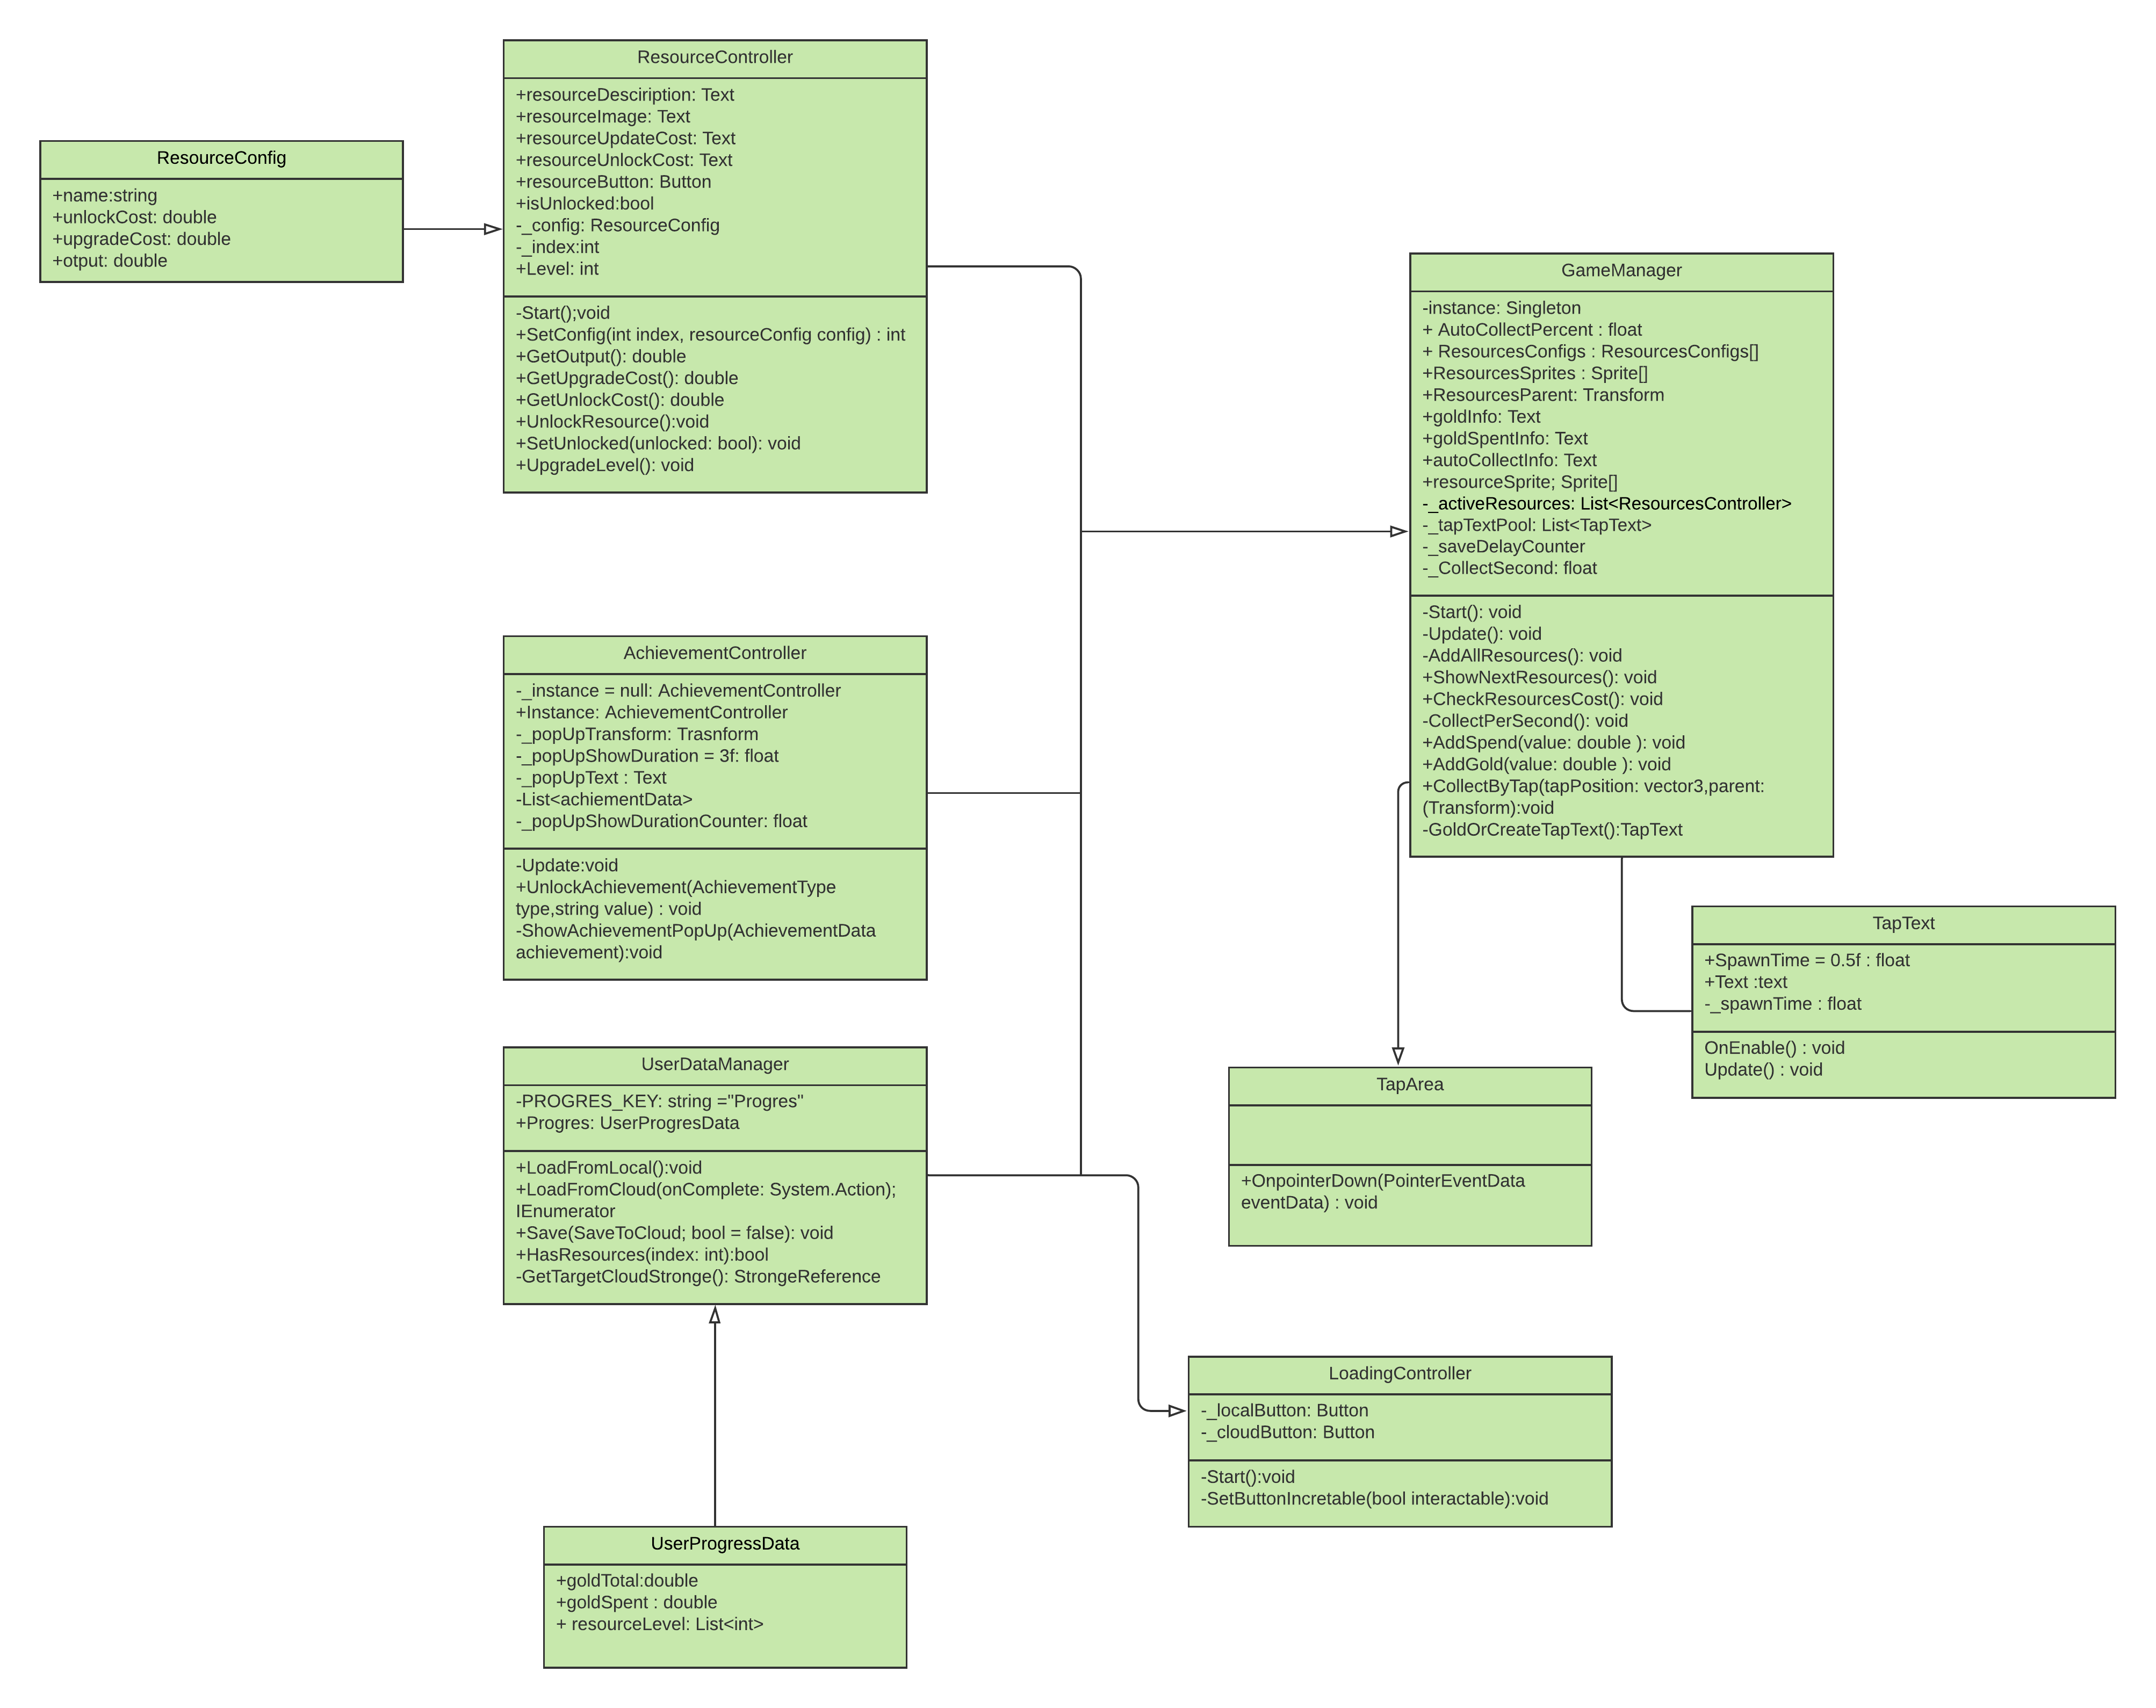 ResourceController
+resourceDesciription: Text
+resourceImage: Text
+resourceUpdateCost: Text
+resourceUnlockCost: Text
+resourceButton: Button
+isUnlocked:bool
-_config: ResourceConfig
-_index:int
+Level: int
-Start();void
+SetConfig(int index, resourceConfig config) : int
+GetOutput(): double
+GetUpgradeCost(): double
+GetUnlockCost(): double
+UnlockResource():void
+SetUnlocked(unlocked: bool): void
+UpgradeLevel(): void
ResourceConfig
+name:string
+unlockCost: double
+upgradeCost: double
+otput: double
GameManager
-instance: Singleton
+ AutoCollectPercent : float
+ ResourcesConfigs : ResourcesConfigs[]
+ResourcesSprites : Sprite[]
+ResourcesParent: Transform
+goldInfo: Text
+goldSpentInfo: Text
+autoCollectInfo: Text
+resourceSprite; Sprite[]
-_activeResources: List<ResourcesController>
-_tapTextPool: List<TapText>
-_saveDelayCounter
-_CollectSecond: float
-Start(): void
-Update(): void
-AddAllResources(): void
+ShowNextResources(): void
+CheckResourcesCost(): void
-CollectPerSecond(): void
+AddSpend(value: double ): void
+AddGold(value: double ): void
+CollectByTap(tapPosition: vector3,parent:
(Transform):void
-GoldOrCreateTapText():TapText
AchievementController
-_instance = null: AchievementController
+Instance: AchievementController
-_popUpTransform: Trasnform
-_popUpShowDuration = 3f: float
-_popUpText : Text
-List<achiementData>
-_popUpShowDurationCounter: float
-Update:void
+UnlockAchievement(AchievementType
type,string value) : void
-ShowAchievementPopUp(AchievementData
achievement):void
TapText
+SpawnTime = 0.5f : float
+Text :text
-_spawnTime : float
OnEnable() : void
Update() : void
UserDataManager
-PROGRES_KEY: string ="Progres"
+Progres: UserProgresData
+LoadFromLocal():void
+LoadFromCloud(onComplete: System.Action);
IEnumerator
+Save(SaveToCloud; bool = false): void
+HasResources(index: int):bool
-GetTargetCloudStronge(): StrongeReference
TapArea
+OnpointerDown(PointerEventData
eventData) : void
LoadingController
-_localButton: Button
-_cloudButton: Button
-Start():void
-SetButtonIncretable(bool interactable):void
UserProgressData
+goldTotal:double
+goldSpent : double
+ resourceLevel: List<int>